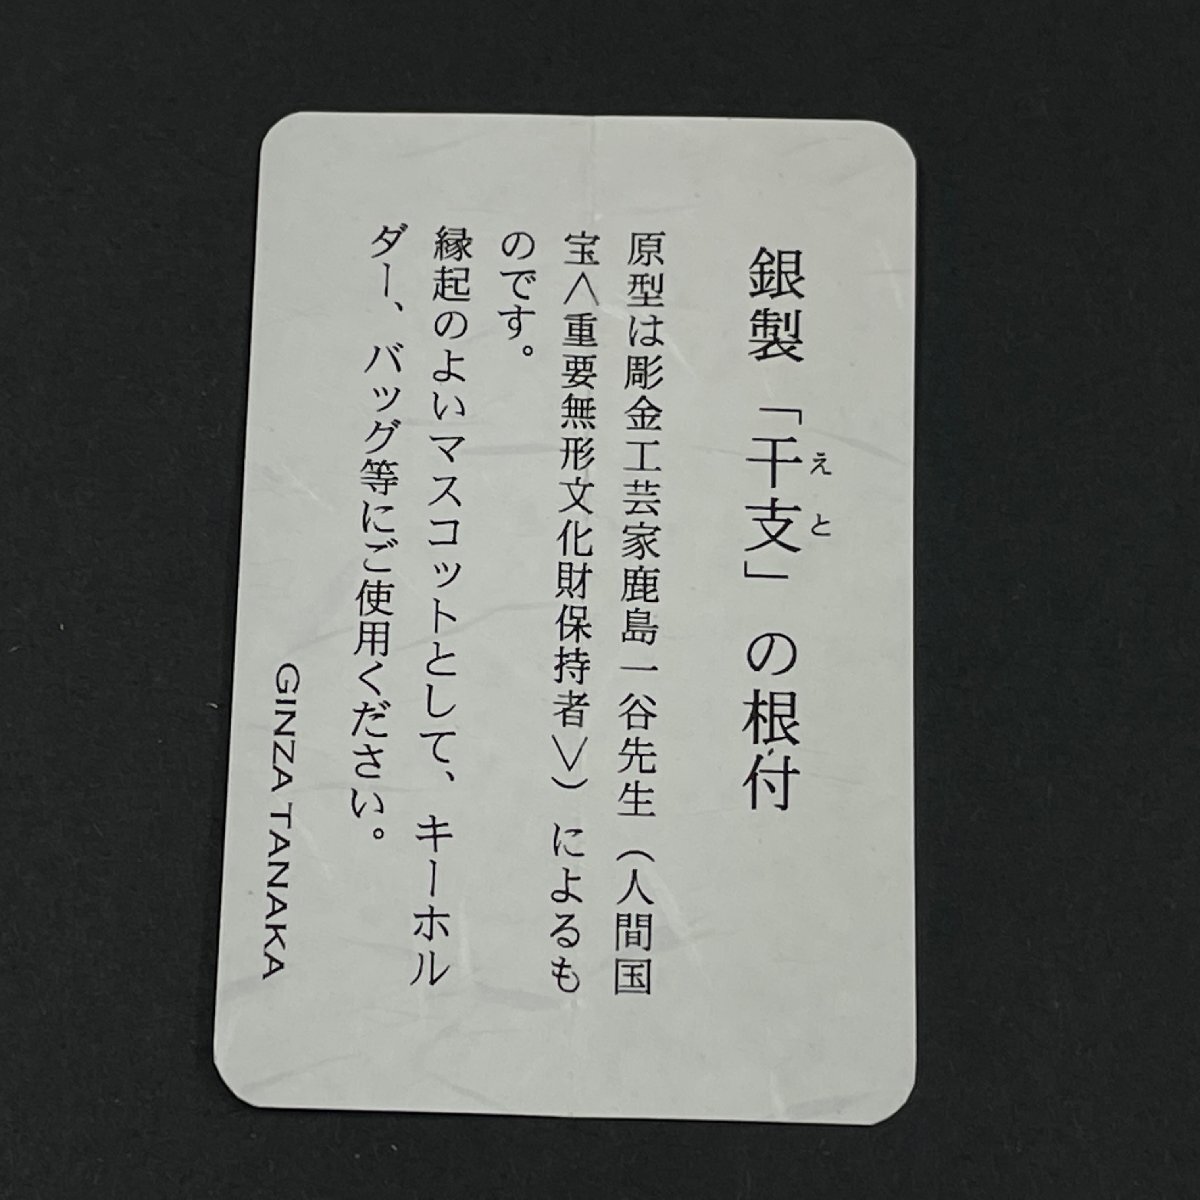 銀製「干支」の根付
えと
原型は彫金工芸家鹿島一谷先生（人間国
宝＜重要無形文化財保持者＞）によるも
のです。
縁起のよいマスコットとして、キーホル
ダー、バッグ等にご使用ください。
GINZA TANAKA